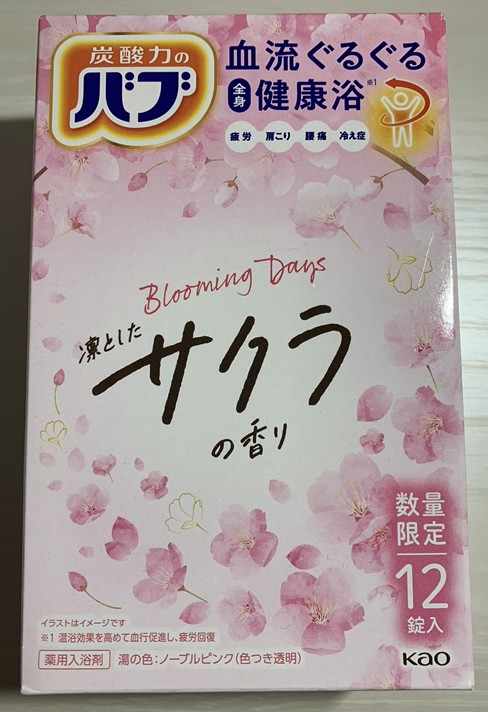 炭酸力の
バブ
血流ぐるぐる
全身 健康浴※1
疲労 肩こり 腰痛 冷え症
Blooming Days
凛とした
サクラ
の香り
数量
限定
12
錠入
イラストはイメージです
※1 温浴効果を高めて血行促進し、疲労回復
薬用入浴剤 湯の色:ノーブルピンク(色つき透明)
Kao